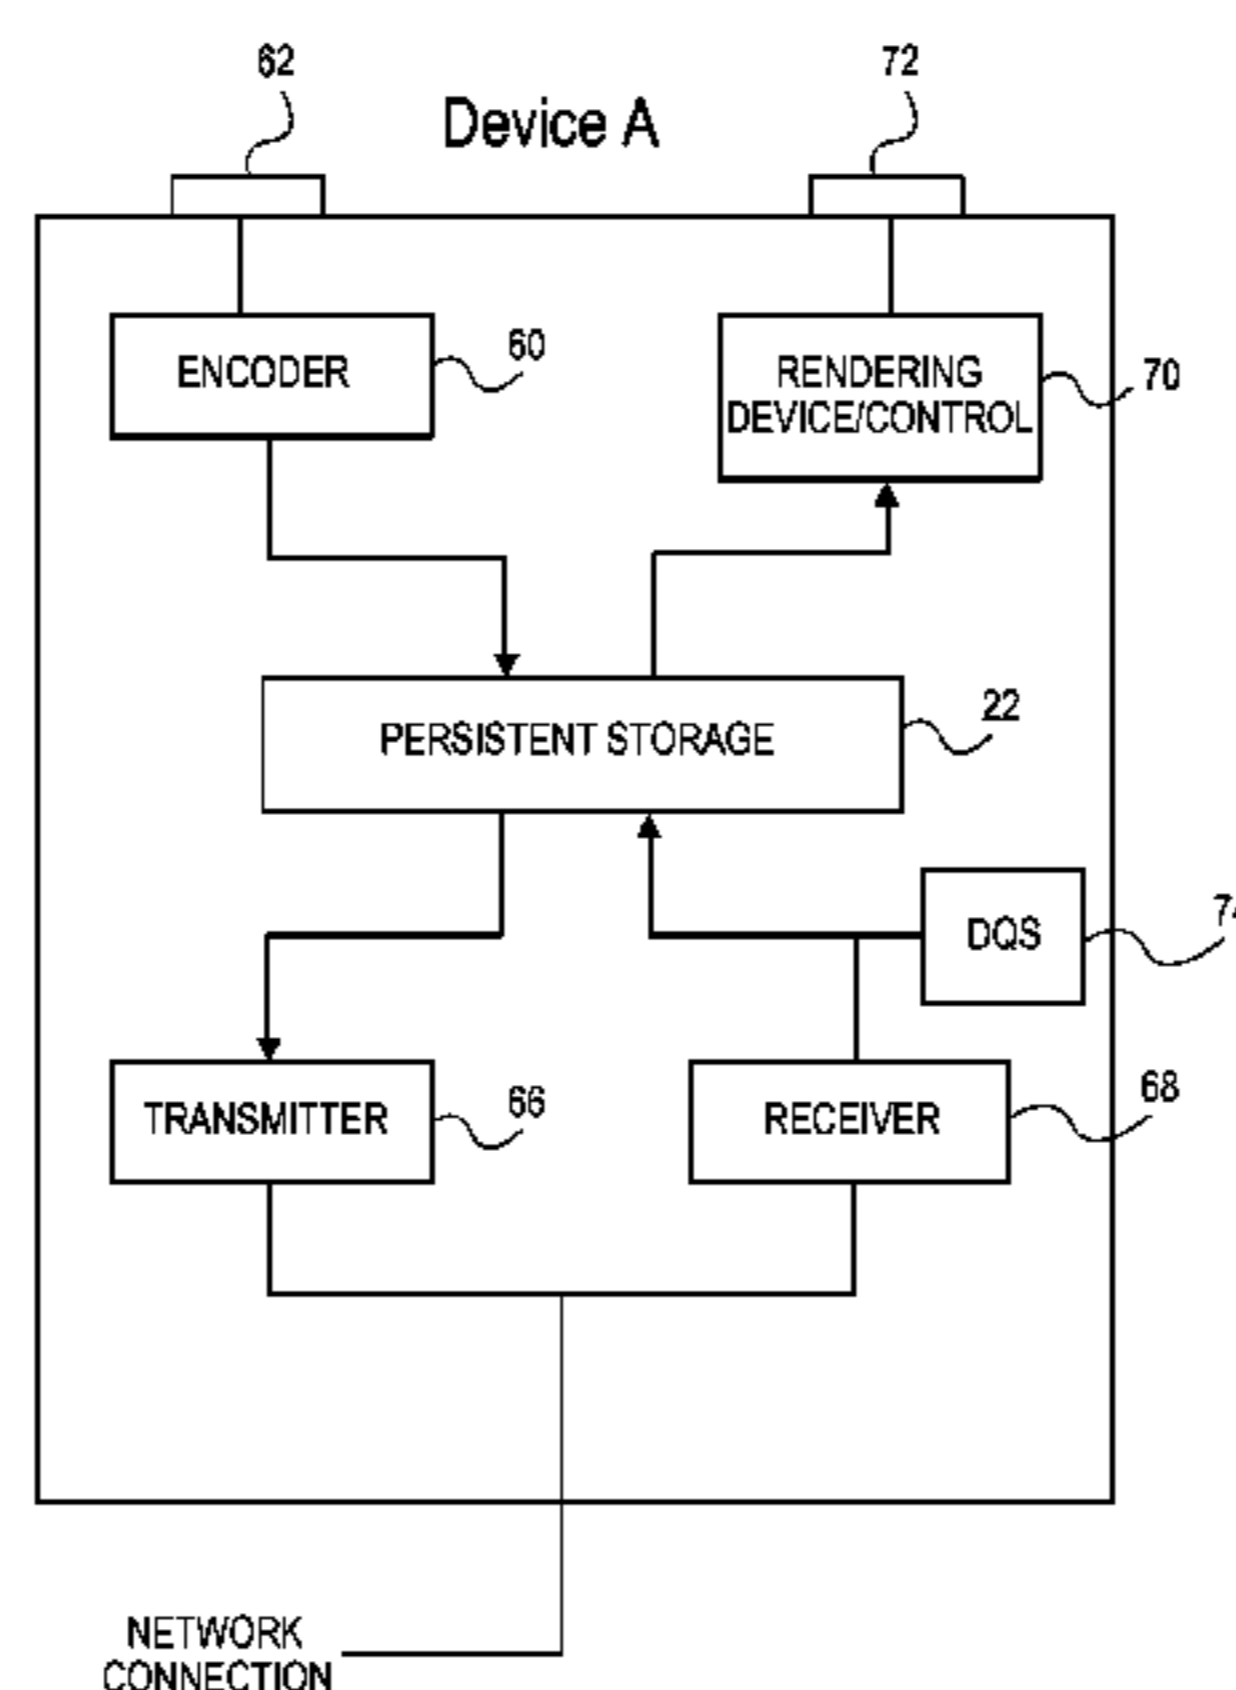 62
72
Device A
ENCODER
60
RENDERING
DEVICE/CONTROL
70
PERSISTENT STORAGE
22
DQS
TRANSMITTER
66
RECEIVER
68
NETWORK
CONNECTION